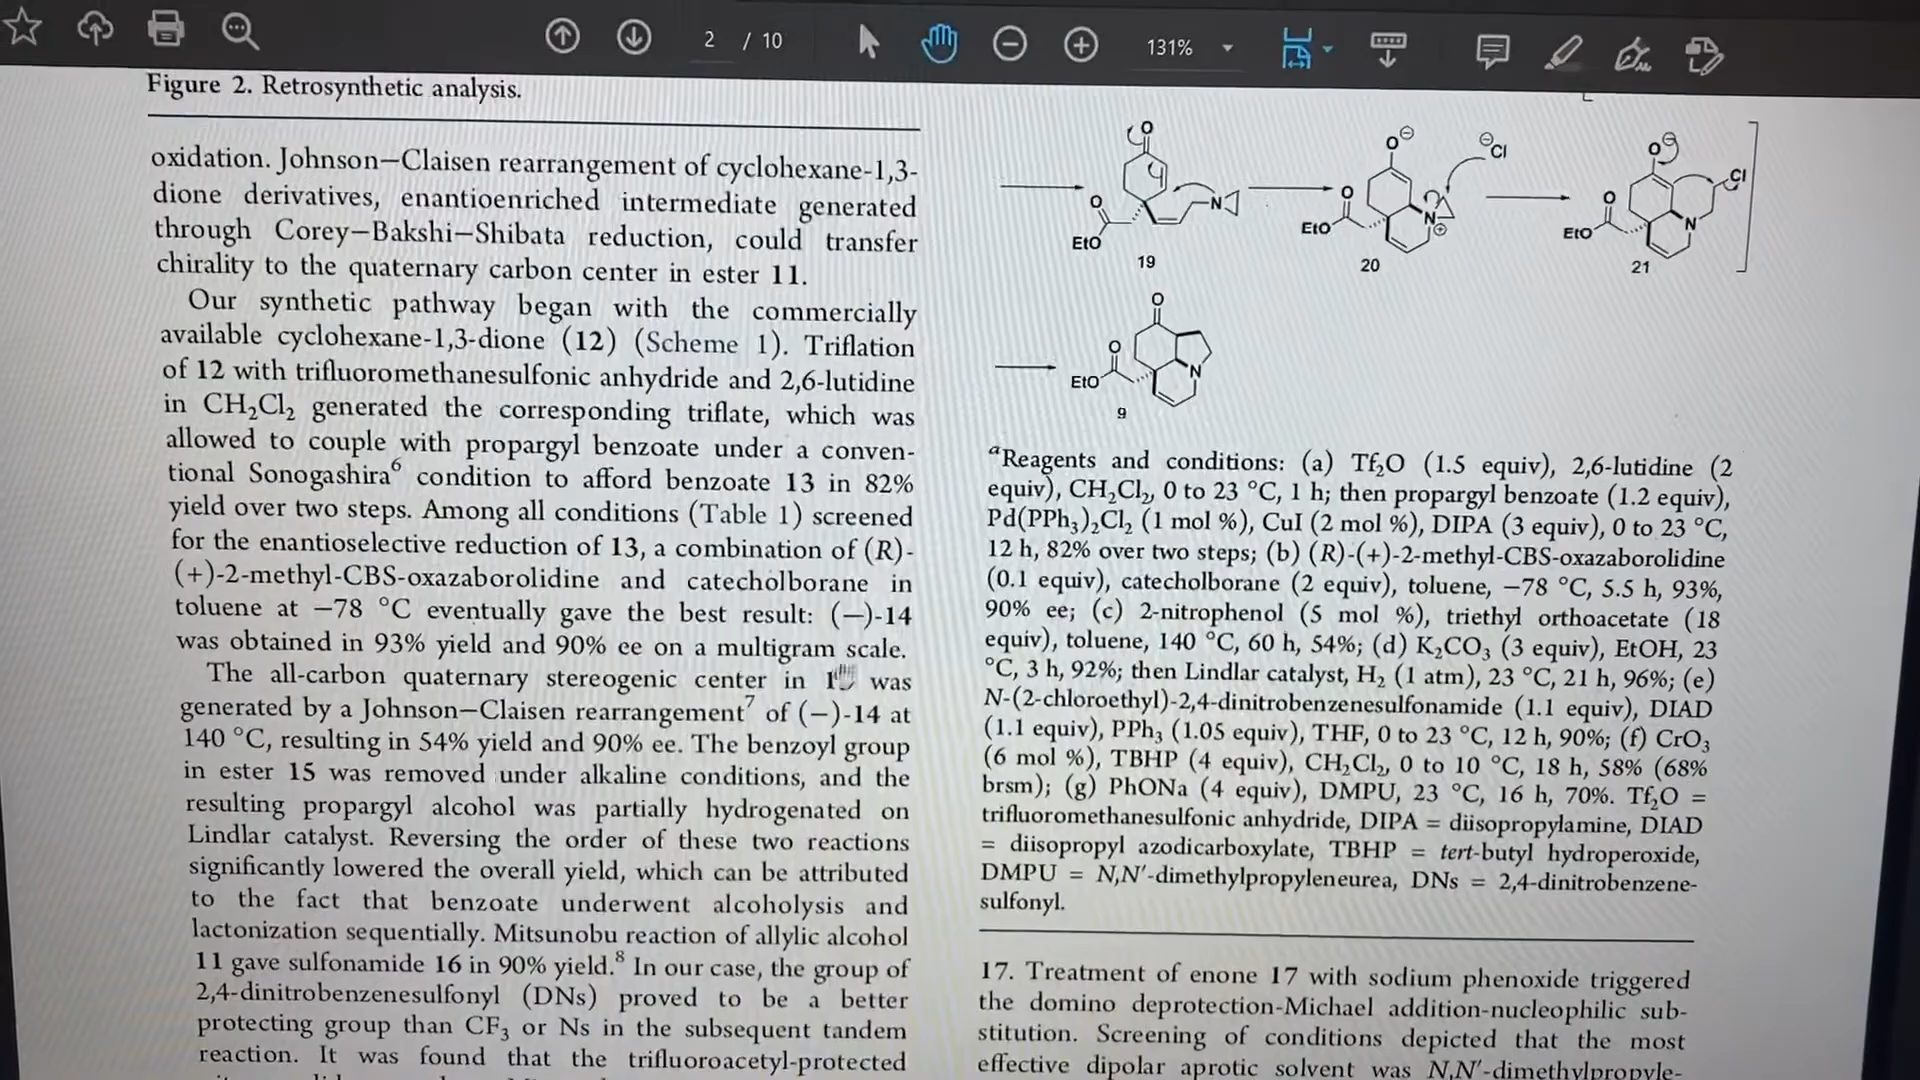 2 / 10
131%
Figure 2. Retrosynthetic analysis.
oxidation. Johnson−Claisen rearrangement of cyclohexane-1,3-
dione derivatives, enantioenriched intermediate generated
through Corey−Bakshi−Shibata reduction, could transfer
chirality to the quaternary carbon center in ester 11.
Our synthetic pathway began with the commercially
available cyclohexane-1,3-dione (12) (Scheme 1). Triflation
of 12 with trifluoromethanesulfonic anhydride and 2,6-lutidine
in CH₂Cl₂ generated the corresponding triflate, which was
allowed to couple with propargyl benzoate under a conven-
tional Sonogashira⁶ condition to afford benzoate 13 in 82%
yield over two steps. Among all conditions (Table 1) screened
for the enantioselective reduction of 13, a combination of (R)-
(+)-2-methyl-CBS-oxazaborolidine and catecholborane in
toluene at −78 °C eventually gave the best result: (−)-14
was obtained in 93% yield and 90% ee on a multigram scale.
The all-carbon quaternary stereogenic center in was
generated by a Johnson−Claisen rearrangement⁷ of (−)-14 at
140 °C, resulting in 54% yield and 90% ee. The benzoyl group
in ester 15 was removed under alkaline conditions, and the
resulting propargyl alcohol was partially hydrogenated on
Lindlar catalyst. Reversing the order of these two reactions
significantly lowered the overall yield, which can be attributed
to the fact that benzoate underwent alcoholysis and
lactonization sequentially. Mitsunobu reaction of allylic alcohol
11 gave sulfonamide 16 in 90% yield.⁸ In our case, the group of
2,4-dinitrobenzenesulfonyl (DNs) proved to be a better
protecting group than CF₃ or Ns in the subsequent tandem
reaction. It was found that the trifluoroacetyl-protected
O
O
EtO
N
19
O⊖
O
EtO
N
⊕
⊖Cl
20
O⊖
O
EtO
N
Cl
21
O
O
EtO
N
9
ᵃReagents and conditions: (a) Tf₂O (1.5 equiv), 2,6-lutidine (2
equiv), CH₂Cl₂, 0 to 23 °C, 1 h; then propargyl benzoate (1.2 equiv),
Pd(PPh₃)₂Cl₂ (1 mol %), CuI (2 mol %), DIPA (3 equiv), 0 to 23 °C,
12 h, 82% over two steps; (b) (R)-(+)-2-methyl-CBS-oxazaborolidine
(0.1 equiv), catecholborane (2 equiv), toluene, −78 °C, 5.5 h, 93%,
90% ee; (c) 2-nitrophenol (5 mol %), triethyl orthoacetate (18
equiv), toluene, 140 °C, 60 h, 54%; (d) K₂CO₃ (3 equiv), EtOH, 23
°C, 3 h, 92%; then Lindlar catalyst, H₂ (1 atm), 23 °C, 21 h, 96%; (e)
N-(2-chloroethyl)-2,4-dinitrobenzenesulfonamide (1.1 equiv), DIAD
(1.1 equiv), PPh₃ (1.05 equiv), THF, 0 to 23 °C, 12 h, 90%; (f) CrO₃
(6 mol %), TBHP (4 equiv), CH₂Cl₂, 0 to 10 °C, 18 h, 58% (68%
brsm); (g) PhONa (4 equiv), DMPU, 23 °C, 16 h, 70%. Tf₂O =
trifluoromethanesulfonic anhydride, DIPA = diisopropylamine, DIAD
= diisopropyl azodicarboxylate, TBHP = tert-butyl hydroperoxide,
DMPU = N,N′-dimethylpropyleneurea, DNs = 2,4-dinitrobenzene-
sulfonyl.
17. Treatment of enone 17 with sodium phenoxide triggered
the domino deprotection-Michael addition-nucleophilic sub-
stitution. Screening of conditions depicted that the most
effective dipolar aprotic solvent was N,N′-dimethylpropyle-